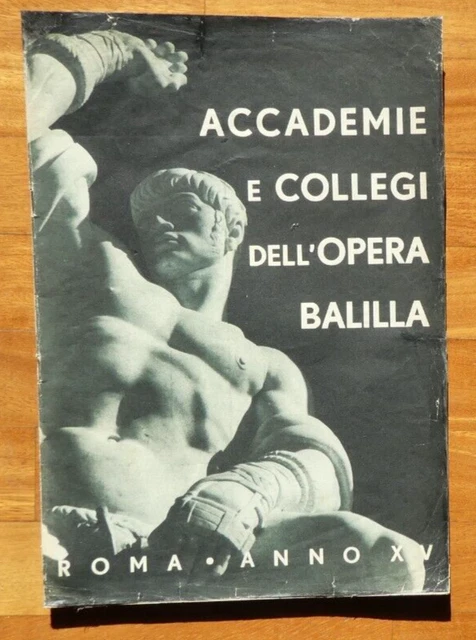 ACCADEMIE
E COLLEGI
DELL'OPERA
BALILLA
ROMA • ANNO XV